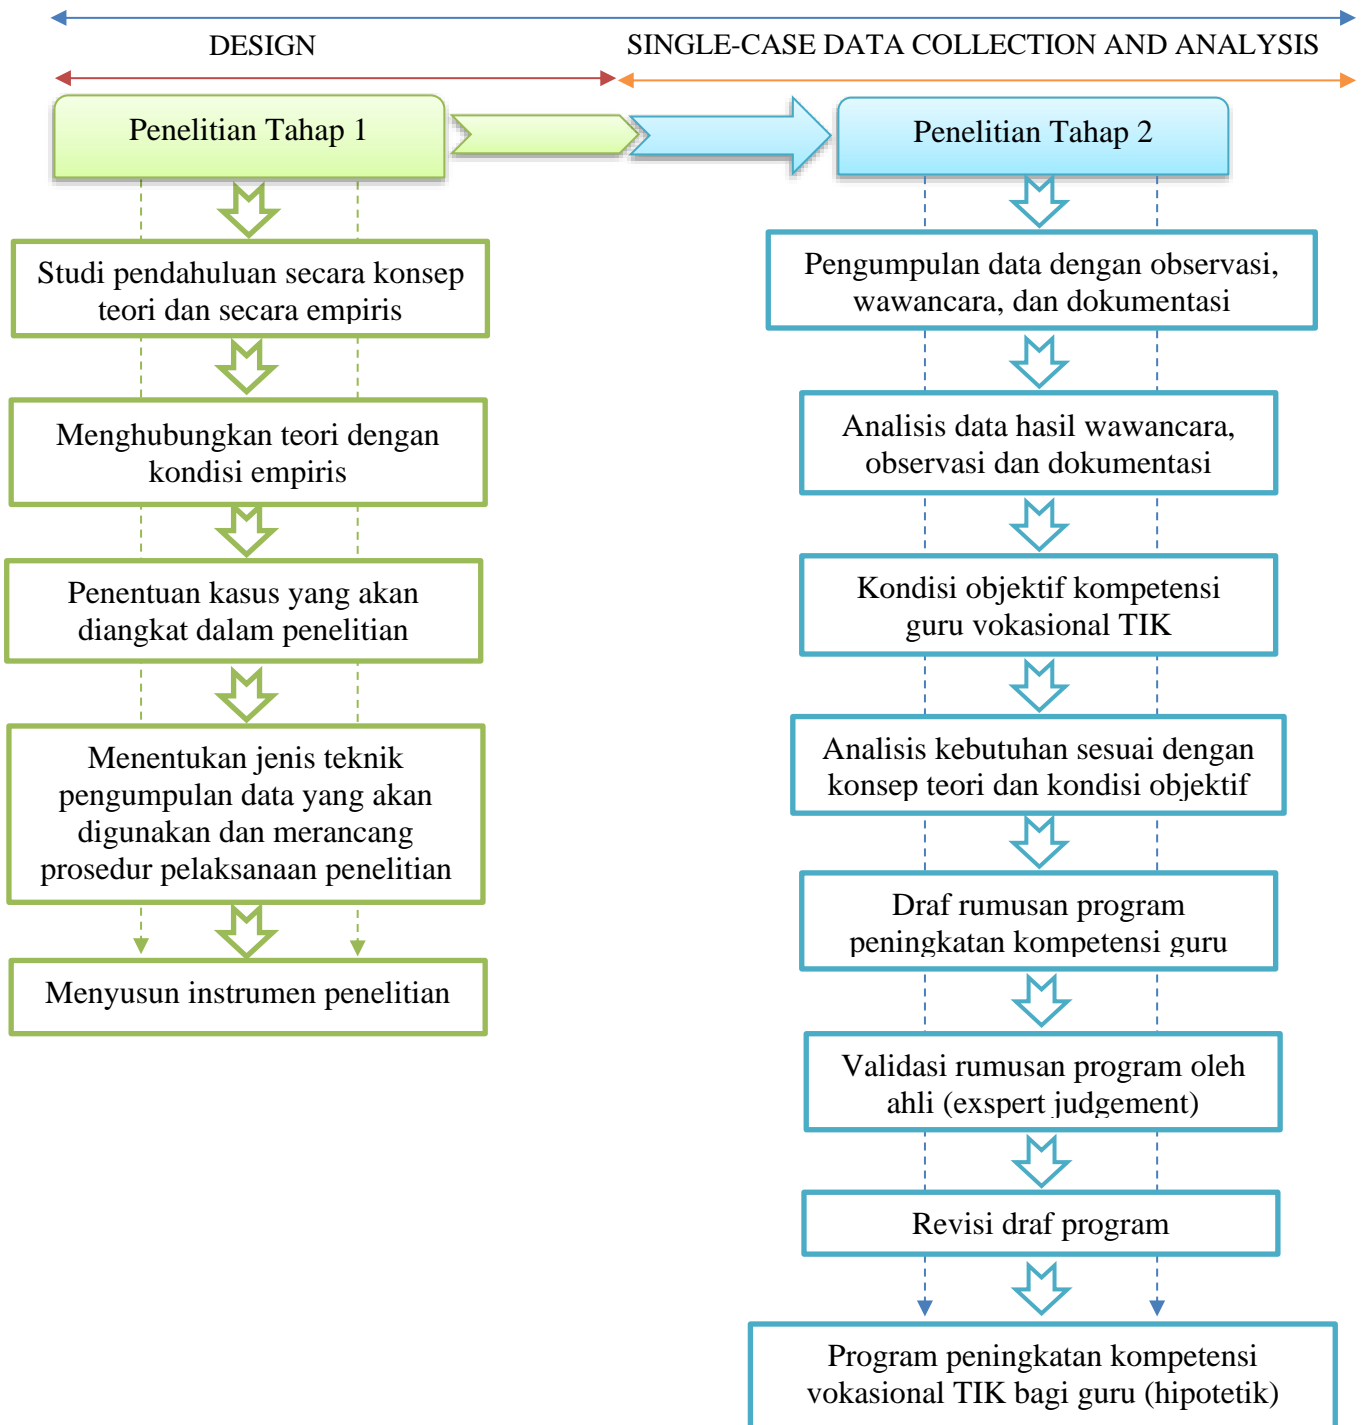 DESIGN
SINGLE-CASE DATA COLLECTION AND ANALYSIS
Penelitian Tahap 1
Studi pendahuluan secara konsep
teori dan secara empiris
Menghubungkan teori dengan
kondisi empiris
Penentuan kasus yang akan
diangkat dalam penelitian
Menentukan jenis teknik
pengumpulan data yang akan
digunakan dan merancang
prosedur pelaksanaan penelitian
Menyusun instrumen penelitian
Penelitian Tahap 2
Pengumpulan data dengan observasi,
wawancara, dan dokumentasi
Analisis data hasil wawancara,
observasi dan dokumentasi
Kondisi objektif kompetensi
guru vokasional TIK
Analisis kebutuhan sesuai dengan
konsep teori dan kondisi objektif
Draf rumusan program
peningkatan kompetensi guru
Validasi rumusan program oleh
ahli (exspert judgement)
Revisi draf program
Program peningkatan kompetensi
vokasional TIK bagi guru (hipotetik)